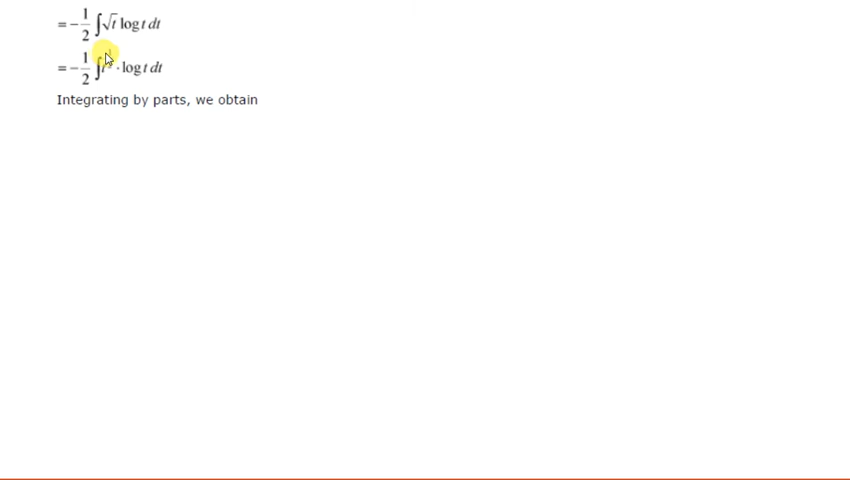 = -1/2 ∫√t log t dt
= -1/2 ∫ · log t dt
Integrating by parts, we obtain